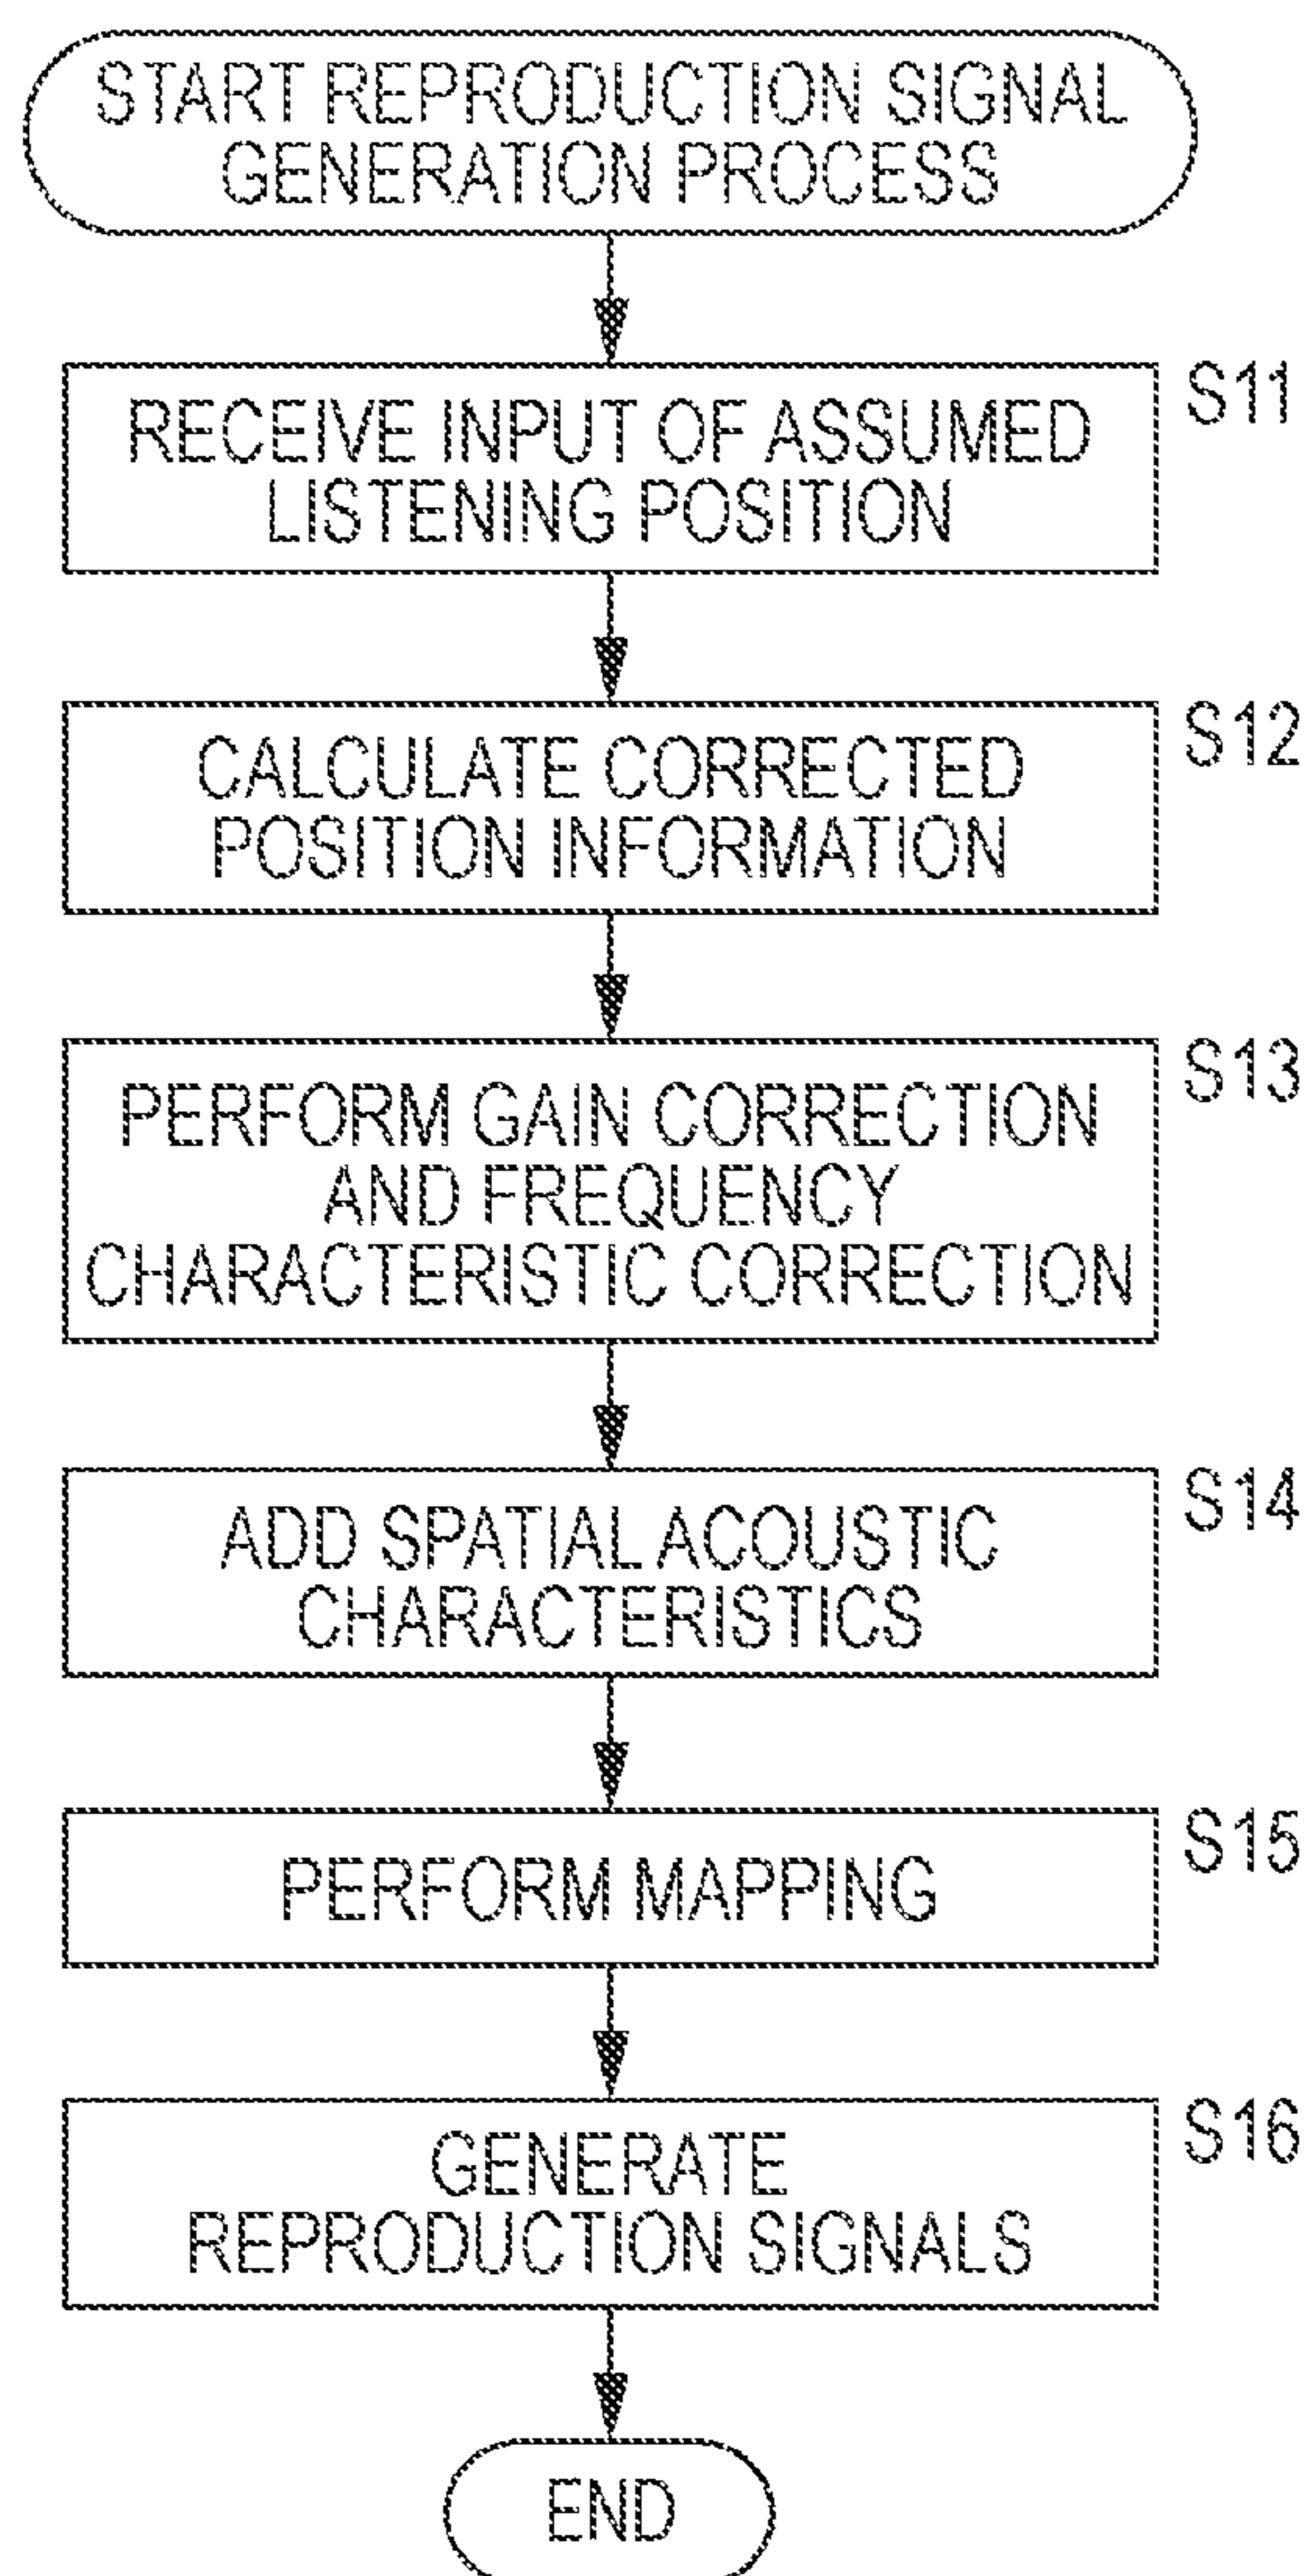 START REPRODUCTION SIGNAL
GENERATION PROCESS
S11
RECEIVE INPUT OF ASSUMED
LISTENING POSITION
S12
CALCULATE CORRECTED
POSITION INFORMATION
S13
PERFORM GAIN CORRECTION
AND FREQUENCY
CHARACTERISTIC CORRECTION
S14
ADD SPATIAL ACOUSTIC
CHARACTERISTICS
S15
PERFORM MAPPING
S16
GENERATE
REPRODUCTION SIGNALS
END